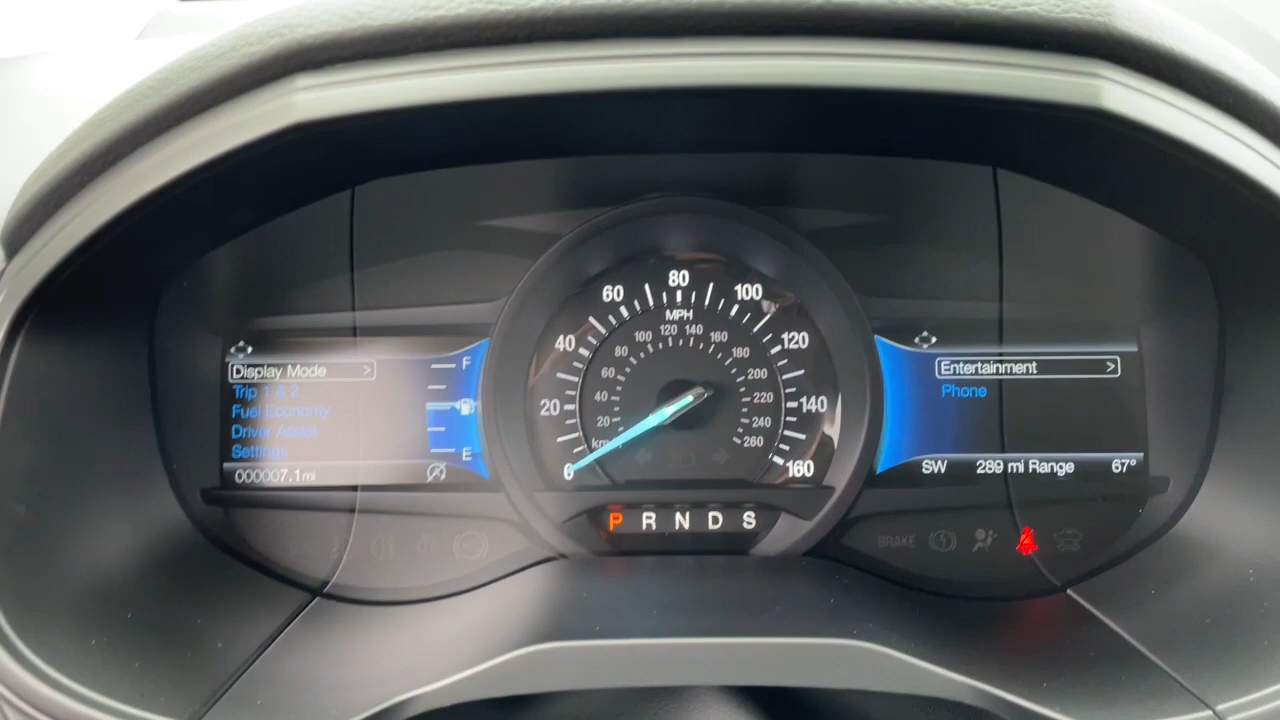 Display Mode >
Trip 1 & 2
Fuel Economy
Driver Assist
Settings
000007.1 mi
F
E
0 20 40 60 80 100 120 140 160
MPH
20 40 60 80 100 120 140 160 180 200 220 240 260
km/h
P R N D S
Entertainment >
Phone
SW 289 mi Range 67°
BRAKE